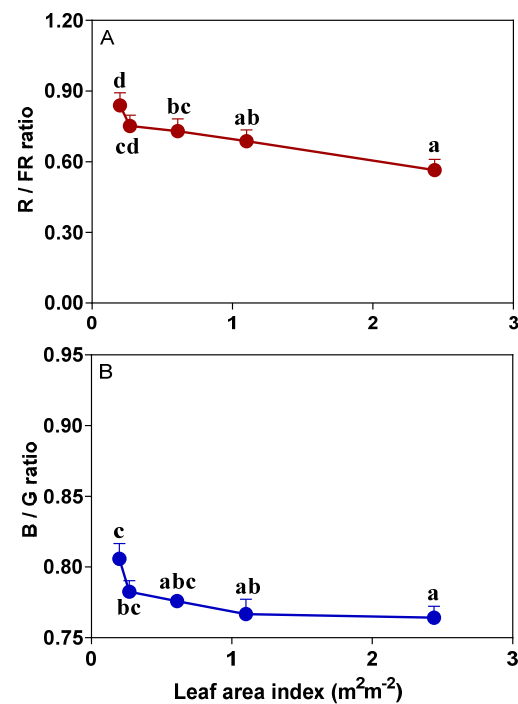 1.20
A
d
0.90
bc
ab
cd
a
0.60
R / FR ratio
0.30
0.00
0 1 2 3
0.95
B
0.90
B / G ratio
0.85
c
0.80
abc
ab
a
bc
0.75
0 1 2 3
Leaf area index (m²m⁻²)